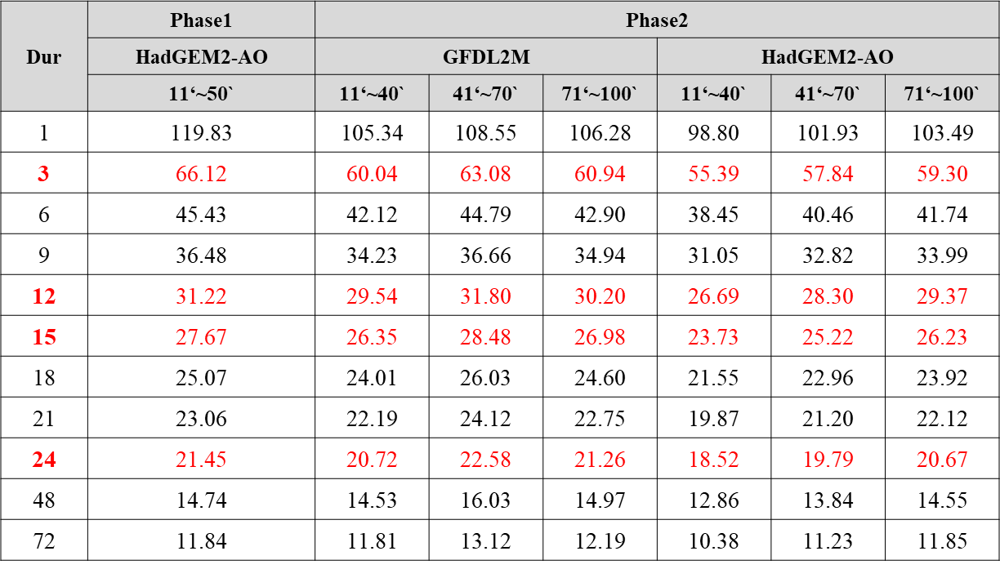 Dur Phase1 Phase2
HadGEM2-AO GFDL2M HadGEM2-AO
11‘~50` 11‘~40` 41‘~70` 71‘~100` 11‘~40` 41‘~70` 71‘~100`
1 119.83 105.34 108.55 106.28 98.80 101.93 103.49
3 66.12 60.04 63.08 60.94 55.39 57.84 59.30
6 45.43 42.12 44.79 42.90 38.45 40.46 41.74
9 36.48 34.23 36.66 34.94 31.05 32.82 33.99
12 31.22 29.54 31.80 30.20 26.69 28.30 29.37
15 27.67 26.35 28.48 26.98 23.73 25.22 26.23
18 25.07 24.01 26.03 24.60 21.55 22.96 23.92
21 23.06 22.19 24.12 22.75 19.87 21.20 22.12
24 21.45 20.72 22.58 21.26 18.52 19.79 20.67
48 14.74 14.53 16.03 14.97 12.86 13.84 14.55
72 11.84 11.81 13.12 12.19 10.38 11.23 11.85